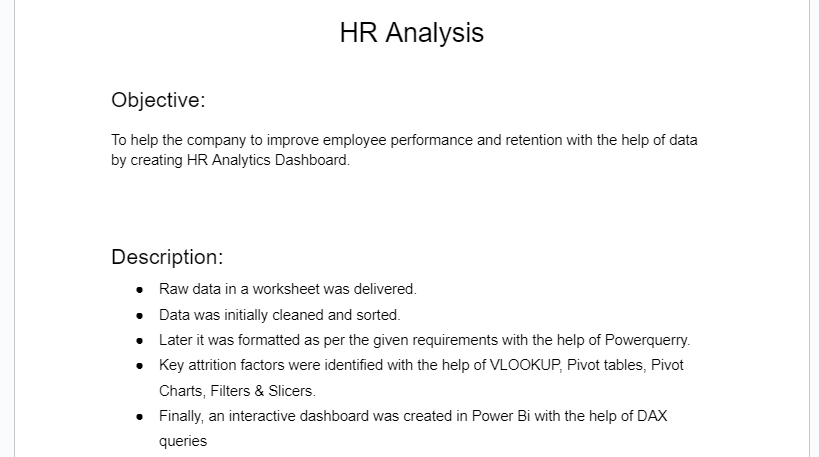 HR Analysis
Objective:
To help the company to improve employee performance and retention with the help of data
by creating HR Analytics Dashboard.
Description:
● Raw data in a worksheet was delivered.
● Data was initially cleaned and sorted.
● Later it was formatted as per the given requirements with the help of Powerquerry.
● Key attrition factors were identified with the help of VLOOKUP, Pivot tables, Pivot
Charts, Filters & Slicers.
● Finally, an interactive dashboard was created in Power Bi with the help of DAX
queries